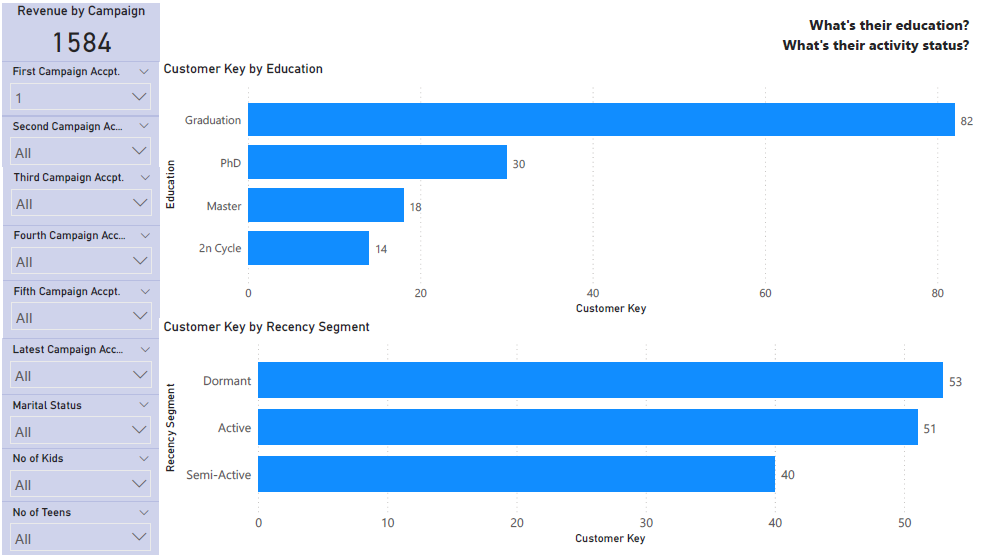 Revenue by Campaign
1584
First Campaign Accpt.
1
Second Campaign Ac...
All
Third Campaign Accpt.
All
Fourth Campaign Acc...
All
Fifth Campaign Accpt.
All
Latest Campaign Acc...
All
Marital Status
All
No of Kids
All
No of Teens
All
What's their education?
What's their activity status?
Customer Key by Education
Education
Graduation 82
PhD 30
Master 18
2n Cycle 14
0 20 40 60 80
Customer Key
Customer Key by Recency Segment
Recency Segment
Dormant 53
Active 51
Semi-Active 40
0 10 20 30 40 50
Customer Key